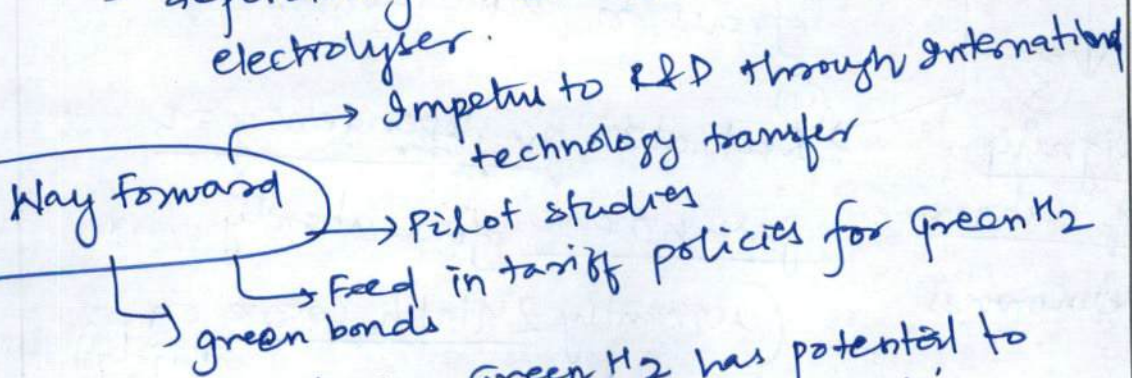 electrolyser.
Impetus to R&D through International
technology transfer
Way forward
Pilot studies
Feed in tariff policies for Green H2
green bonds
Green H2 has potential to